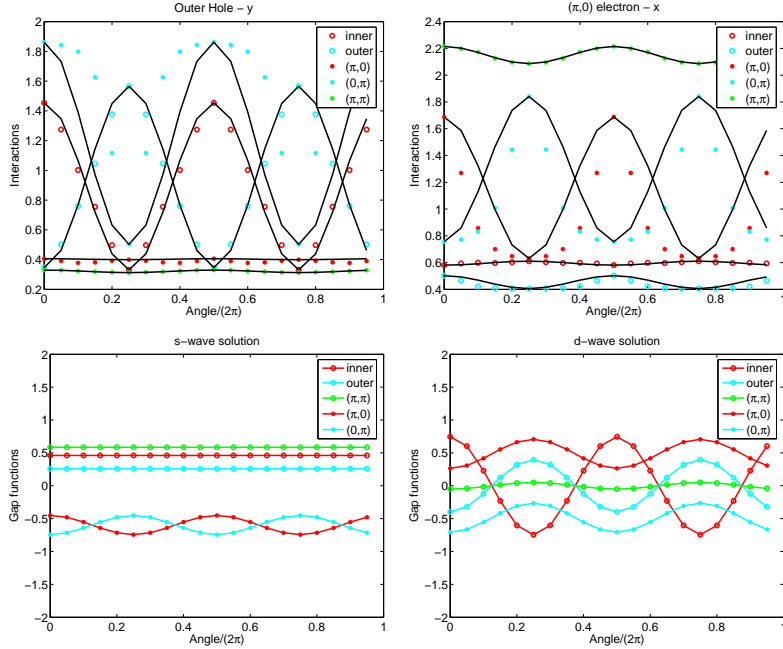 Outer Hole − y
Interactions
2
1.8
1.6
1.4
1.2
1
0.8
0.6
0.4
0.2
0
0.2
0.4
0.6
0.8
1
Angle/(2π)
inner
outer
(π,0)
(0,π)
(π,π)
(π,0) electron − x
Interactions
2.4
2.2
2
1.8
1.6
1.4
1.2
1
0.8
0.6
0.4
0
0.2
0.4
0.6
0.8
1
Angle/(2π)
inner
outer
(π,0)
(0,π)
(π,π)
s−wave solution
Gap functions
2
1.5
1
0.5
0
−0.5
−1
−1.5
−2
0
0.2
0.4
0.6
0.8
1
Angle/(2π)
inner
outer
(π,π)
(π,0)
(0,π)
d−wave solution
Gap functions
2
1.5
1
0.5
0
−0.5
−1
−1.5
−2
0
0.2
0.4
0.6
0.8
1
Angle/(2π)
inner
outer
(π,π)
(π,0)
(0,π)